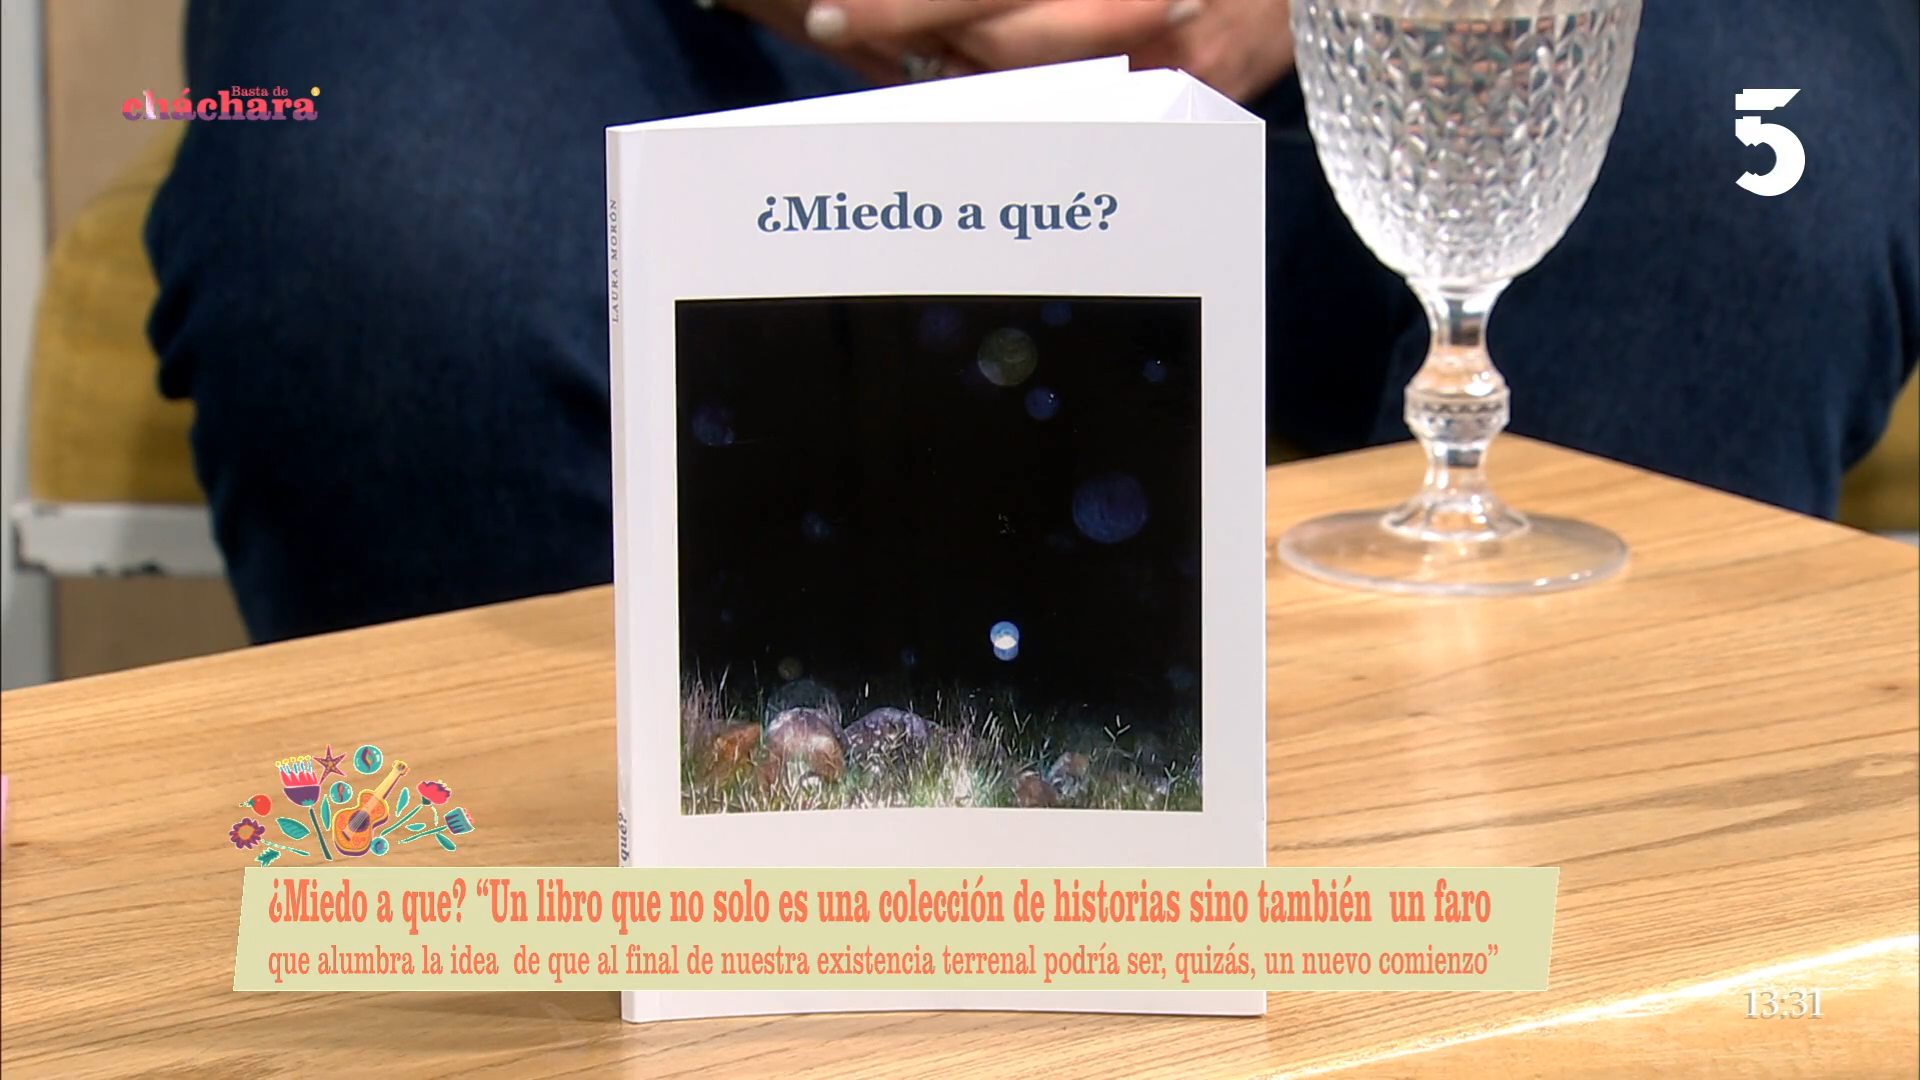 Basta de
cháchara
5
¿Miedo a qué?
LAURA MORÓN
qué?
¿Miedo a que? “Un libro que no solo es una colección de historias sino también un faro
que alumbra la idea de que al final de nuestra existencia terrenal podría ser, quizás, un nuevo comienzo”
13:31